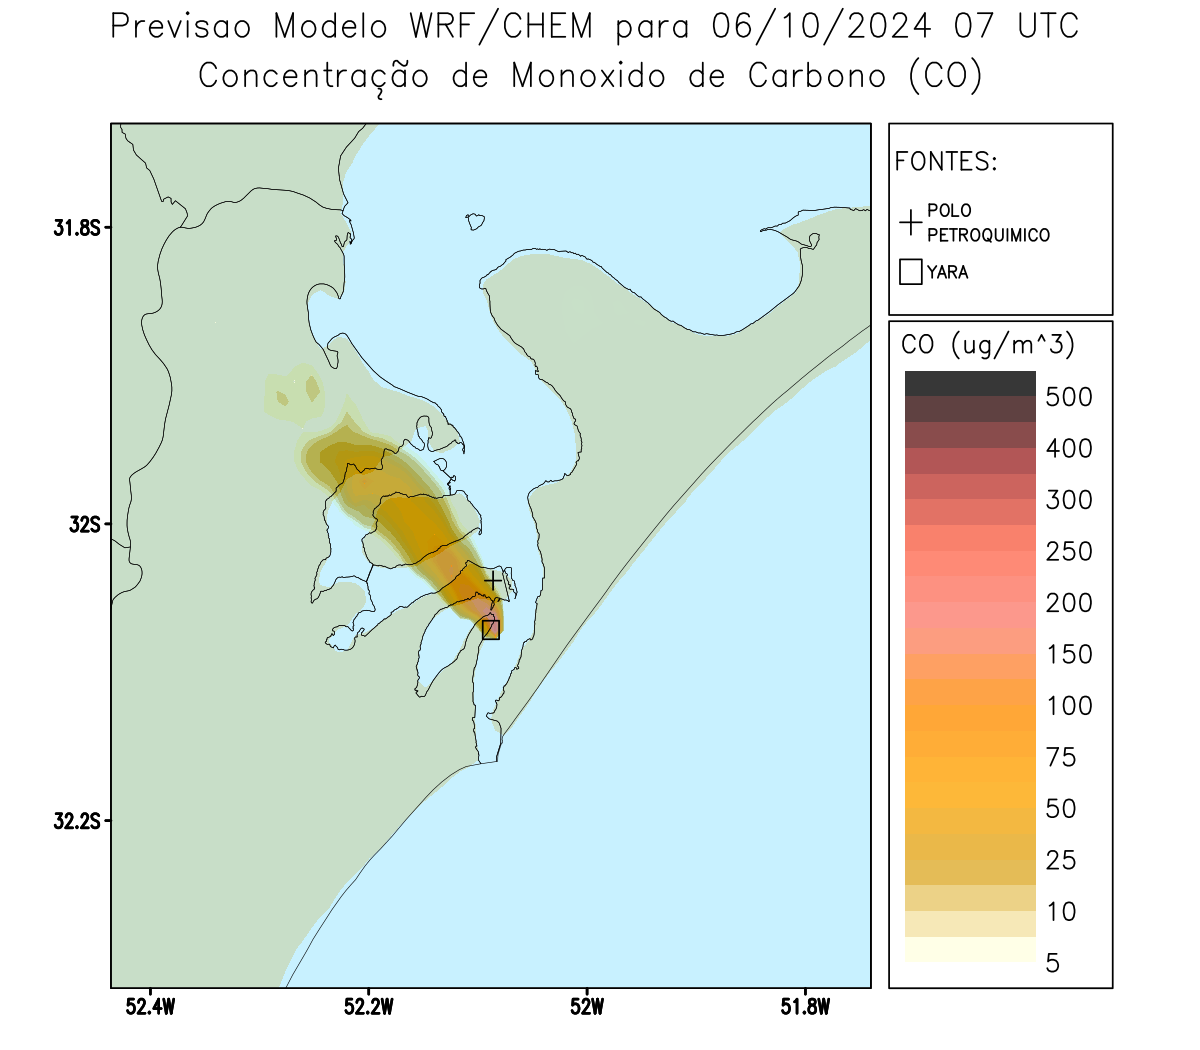 Previsao Modelo WRF/CHEM para 06/10/2024 07 UTC
Concentração de Monoxido de Carbono (CO)
FONTES:
POLO
PETROQUIMICO
YARA
CO (ug/m^3)
500
400
300
250
200
150
100
75
50
25
10
5
31.8S
32S
32.2S
52.4W
52.2W
52W
51.8W